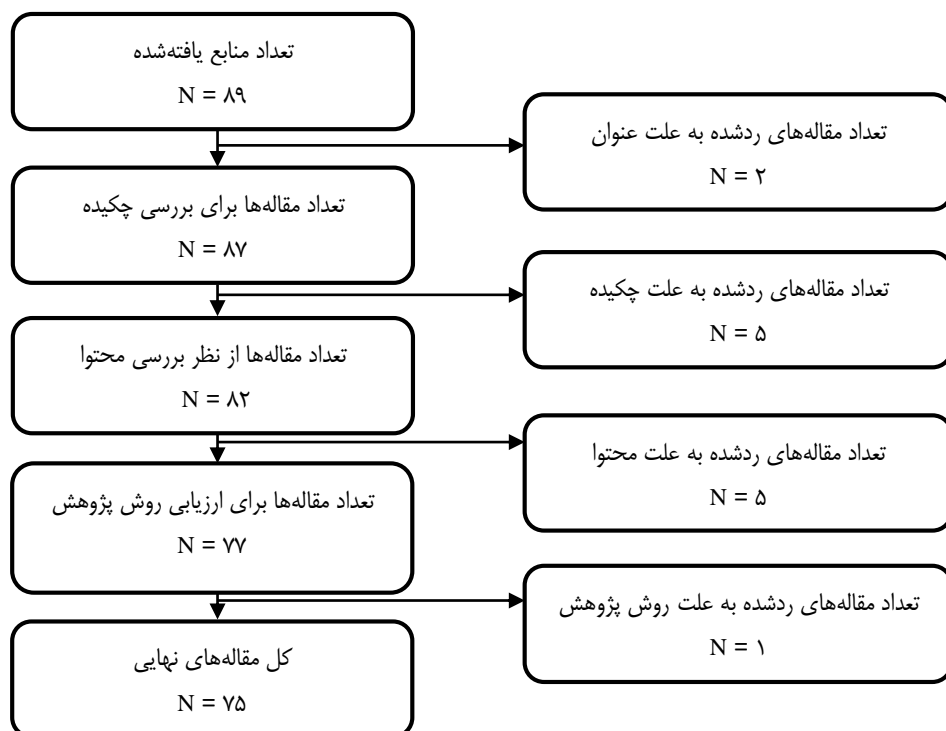 تعداد منابع یافته‌شده
N = ۸۹
تعداد مقاله‌های ردشده به علت عنوان
N = ۲
تعداد مقاله‌ها برای بررسی چکیده
N = ۸۷
تعداد مقاله‌های ردشده به علت چکیده
N = ۵
تعداد مقاله‌ها از نظر بررسی محتوا
N = ۸۲
تعداد مقاله‌های ردشده به علت محتوا
N = ۵
تعداد مقاله‌ها برای ارزیابی روش پژوهش
N = ۷۷
تعداد مقاله‌های ردشده به علت روش پژوهش
N = ۱
کل مقاله‌های نهایی
N = ۷۵